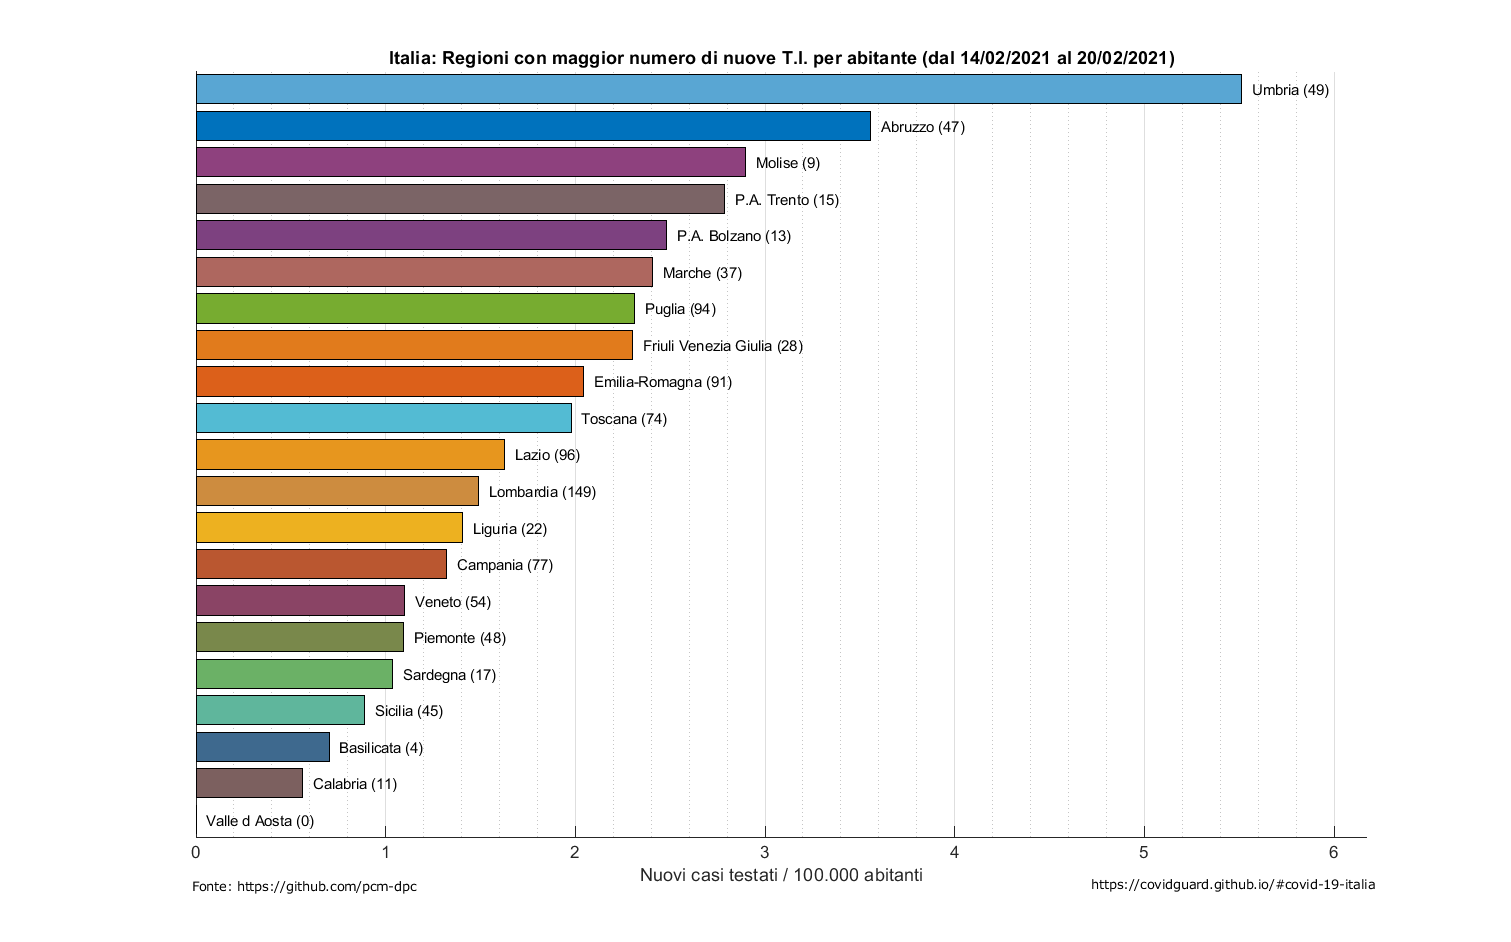 Italia: Regioni con maggior numero di nuove T.I. per abitante (dal 14/02/2021 al 20/02/2021)
Umbria (49)
Abruzzo (47)
Molise (9)
P.A. Trento (15)
P.A. Bolzano (13)
Marche (37)
Puglia (94)
Friuli Venezia Giulia (28)
Emilia-Romagna (91)
Toscana (74)
Lazio (96)
Lombardia (149)
Liguria (22)
Campania (77)
Veneto (54)
Piemonte (48)
Sardegna (17)
Sicilia (45)
Basilicata (4)
Calabria (11)
Valle d Aosta (0)
0 1 2 3 4 5 6
Nuovi casi testati / 100.000 abitanti
Fonte: https://github.com/pcm-dpc
https://covidguard.github.io/#covid-19-italia